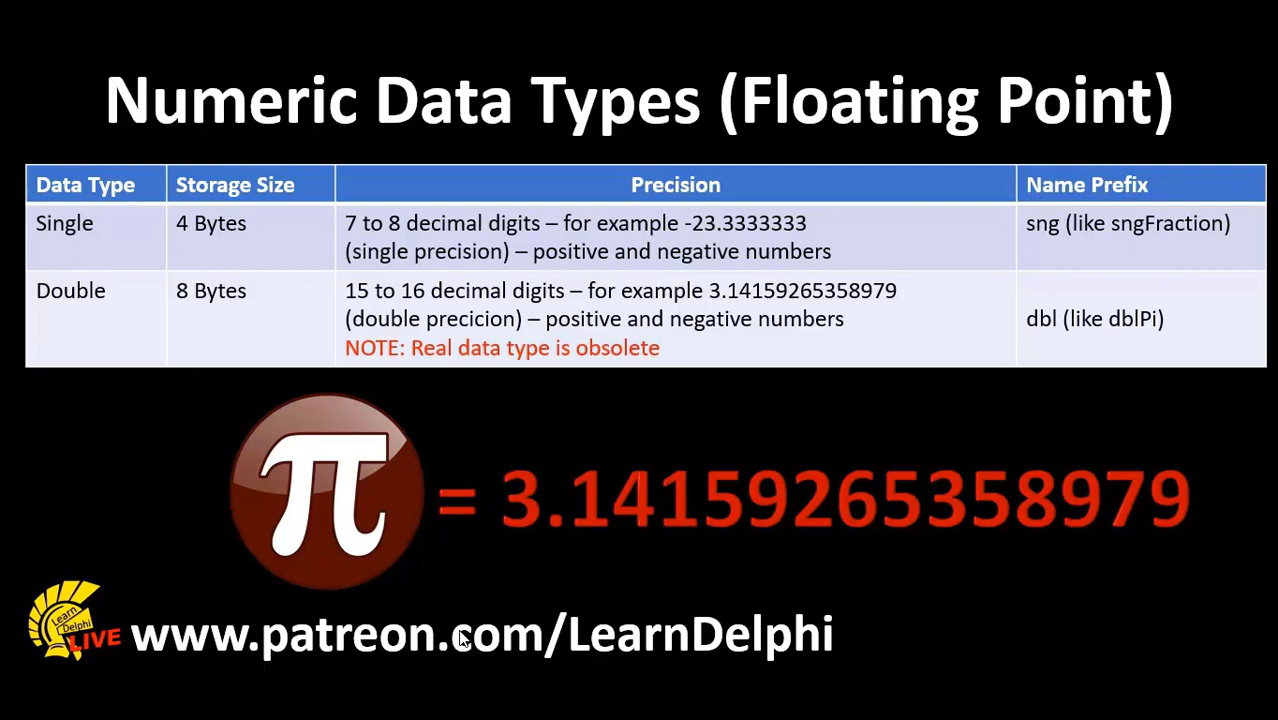 Numeric Data Types (Floating Point)
Data Type Storage Size Precision Name Prefix
Single 4 Bytes 7 to 8 decimal digits – for example -23.3333333 sng (like sngFraction)
(single precision) – positive and negative numbers
Double 8 Bytes 15 to 16 decimal digits – for example 3.14159265358979
(double precision) – positive and negative numbers dbl (like dblPi)
NOTE: Real data type is obsolete
π = 3.14159265358979
Learn
Delphi
LIVE www.patreon.com/LearnDelphi